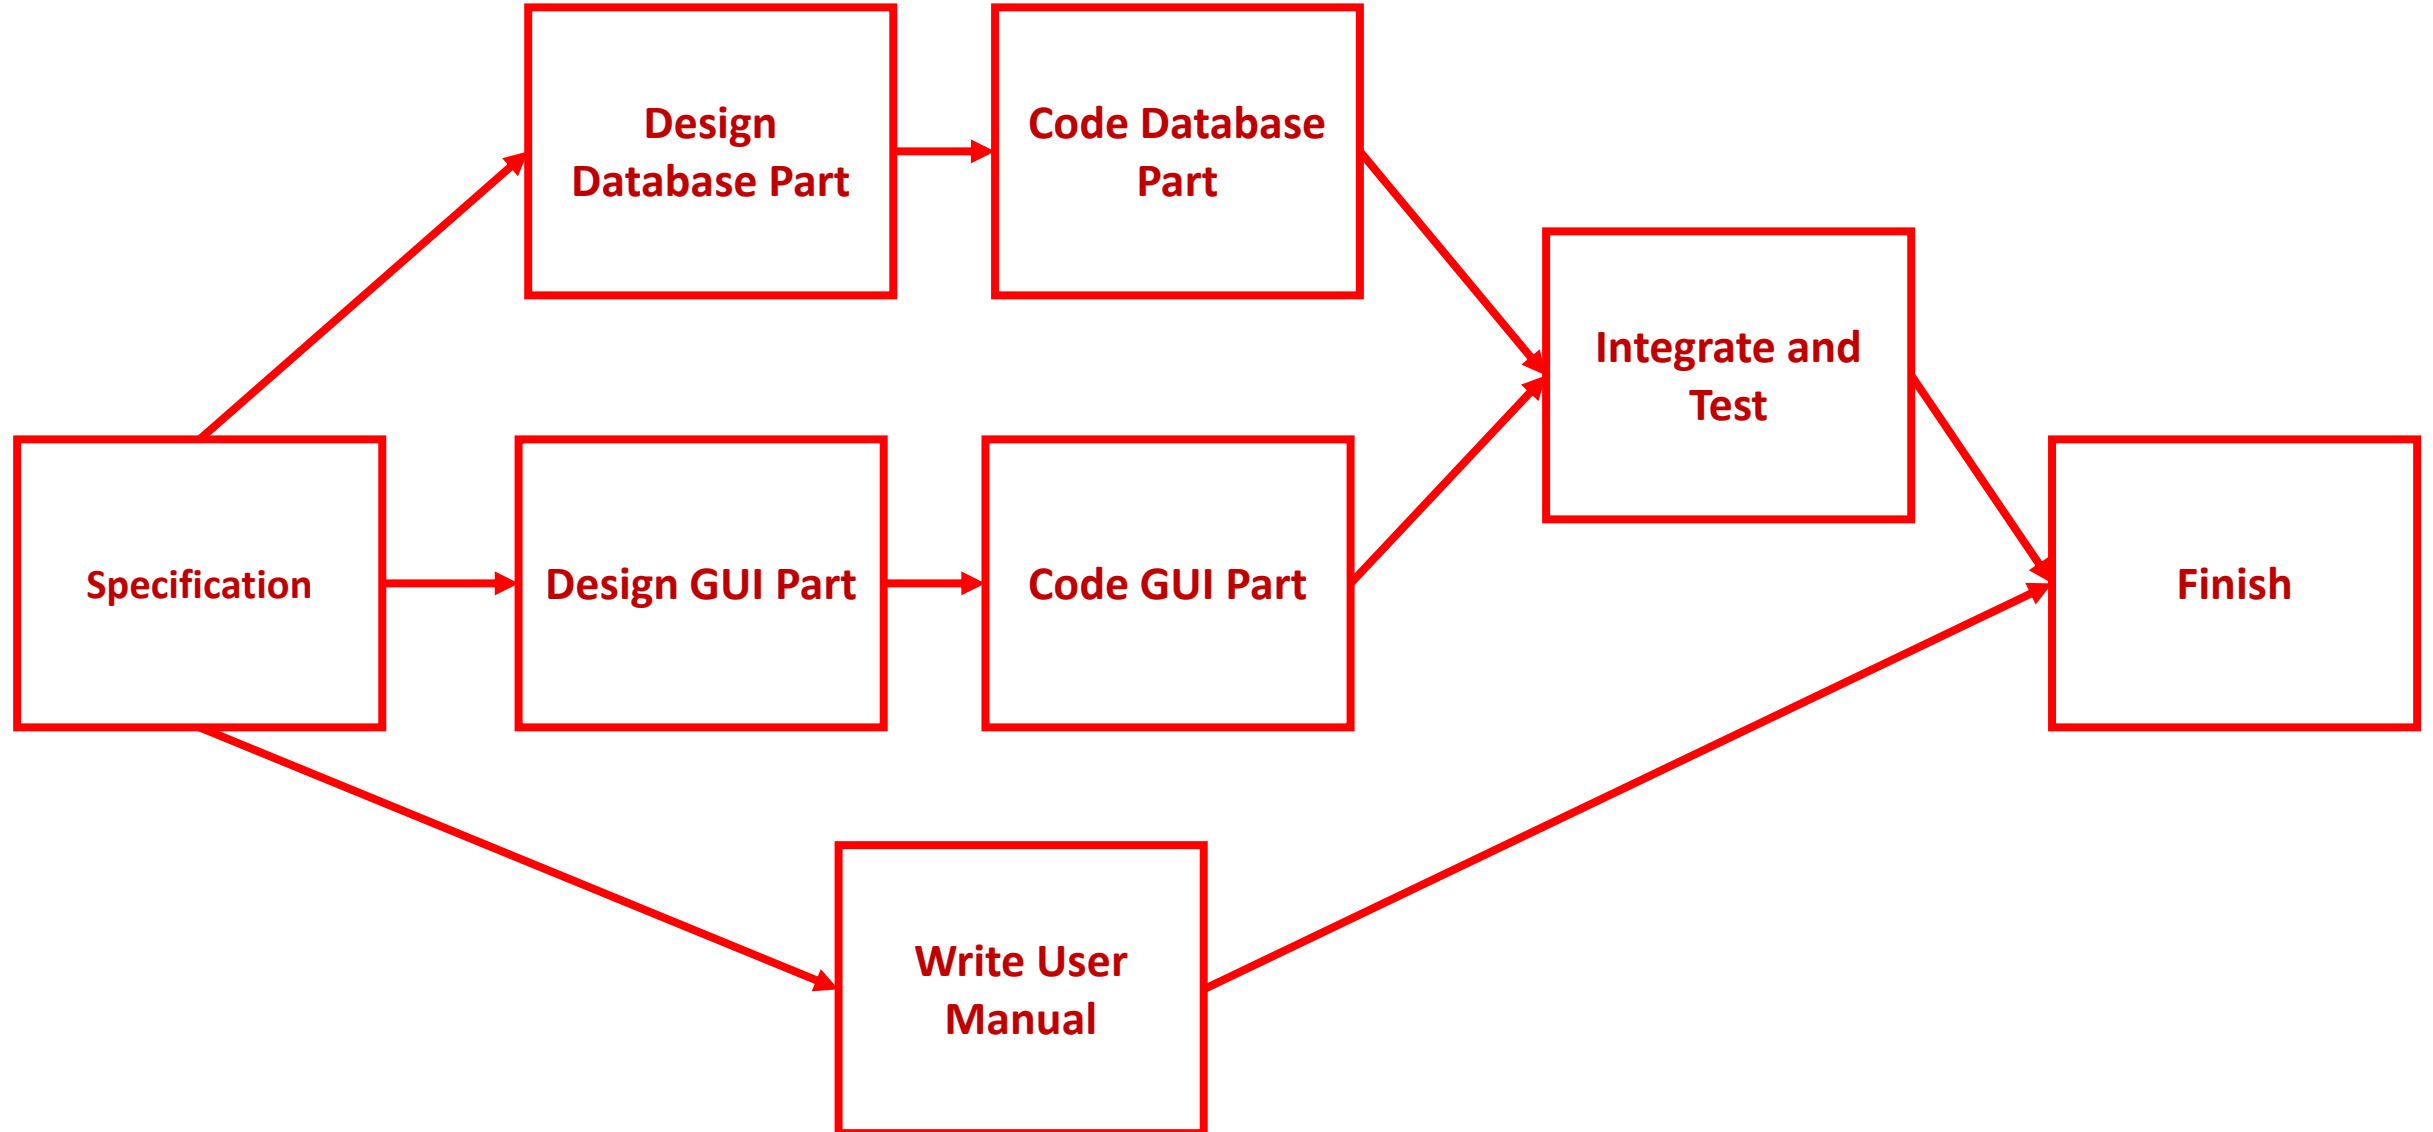 Design
Database Part
Code Database
Part
Integrate and
Test
Specification
Design GUI Part
Code GUI Part
Finish
Write User
Manual